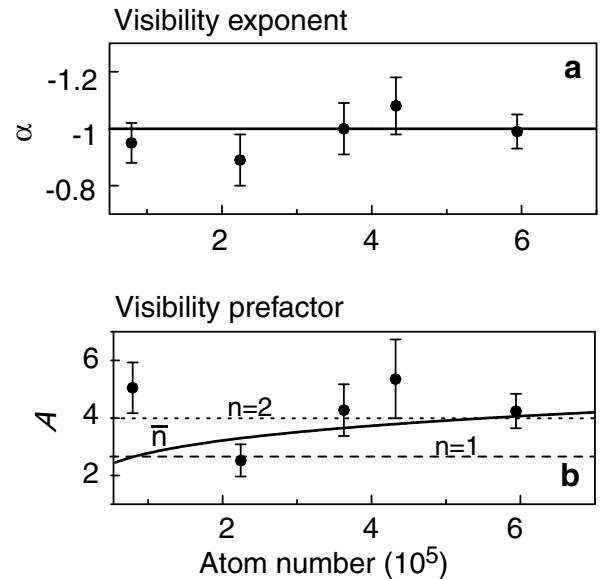 Visibility exponent
a
-1.2
α
-1
-0.8
2 4 6
Visibility prefactor
6
n=2
A
4
n̅
n=1
2
b
2 4 6
Atom number (10⁵)